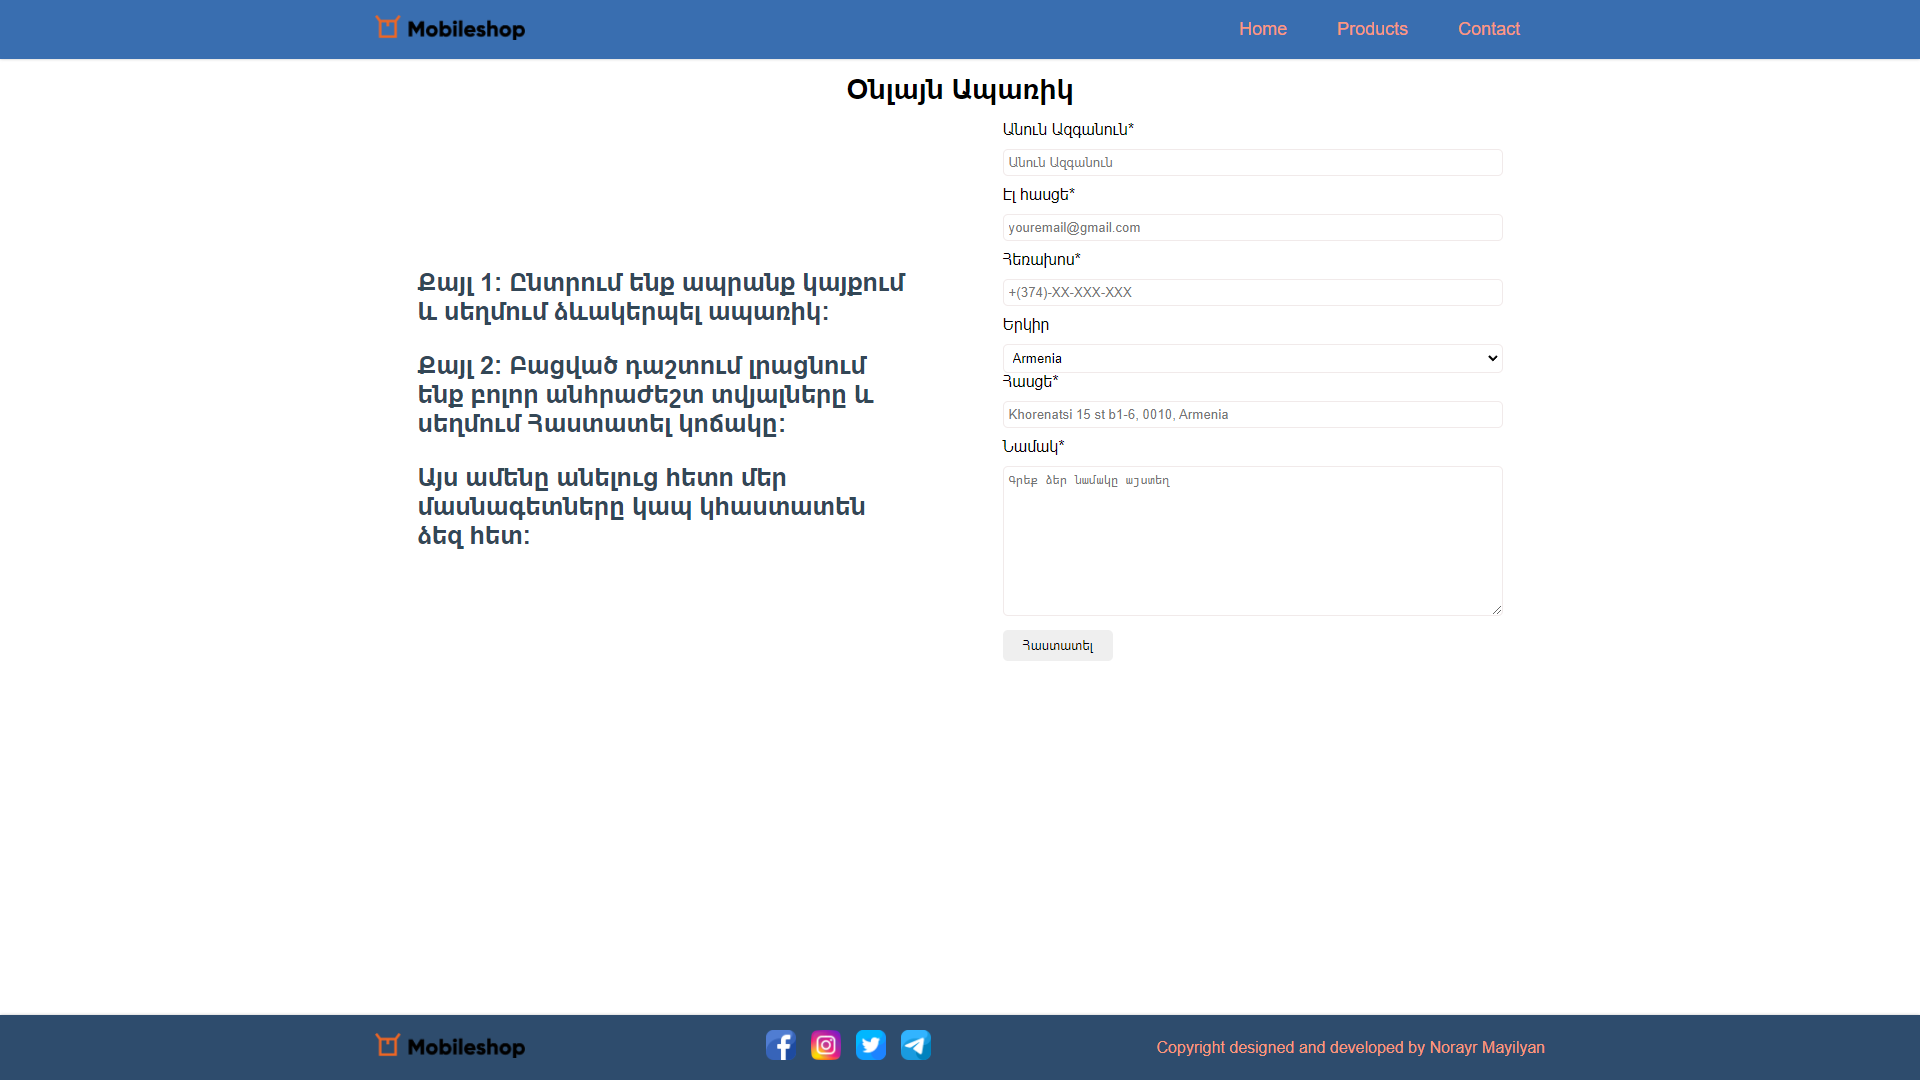 Mobileshop
Home
Products
Contact
Օնլայն Ապառիկ
Քայլ 1: Ընտրում ենք ապրանք կայքում
և սեղմում ձևակերպել ապառիկ:
Քայլ 2: Բացված դաշտում լրացնում
ենք բոլոր անհրաժեշտ տվյալները և
սեղմում Հաստատել կոճակը:
Այս ամենը անելուց հետո մեր
մասնագետները կապ կհաստատեն
ձեզ հետ:
Անուն Ազգանուն*
Անուն Ազգանուն
Էլ հասցե*
youremail@gmail.com
Հեռախոս*
+(374)-XX-XXX-XXX
Երկիր
Armenia
Հասցե*
Khorenatsi 15 st b1-6, 0010, Armenia
Նամակ*
Գրեք ձեր նամակը այստեղ
Հաստատել
Mobileshop
Copyright designed and developed by Norayr Mayilyan